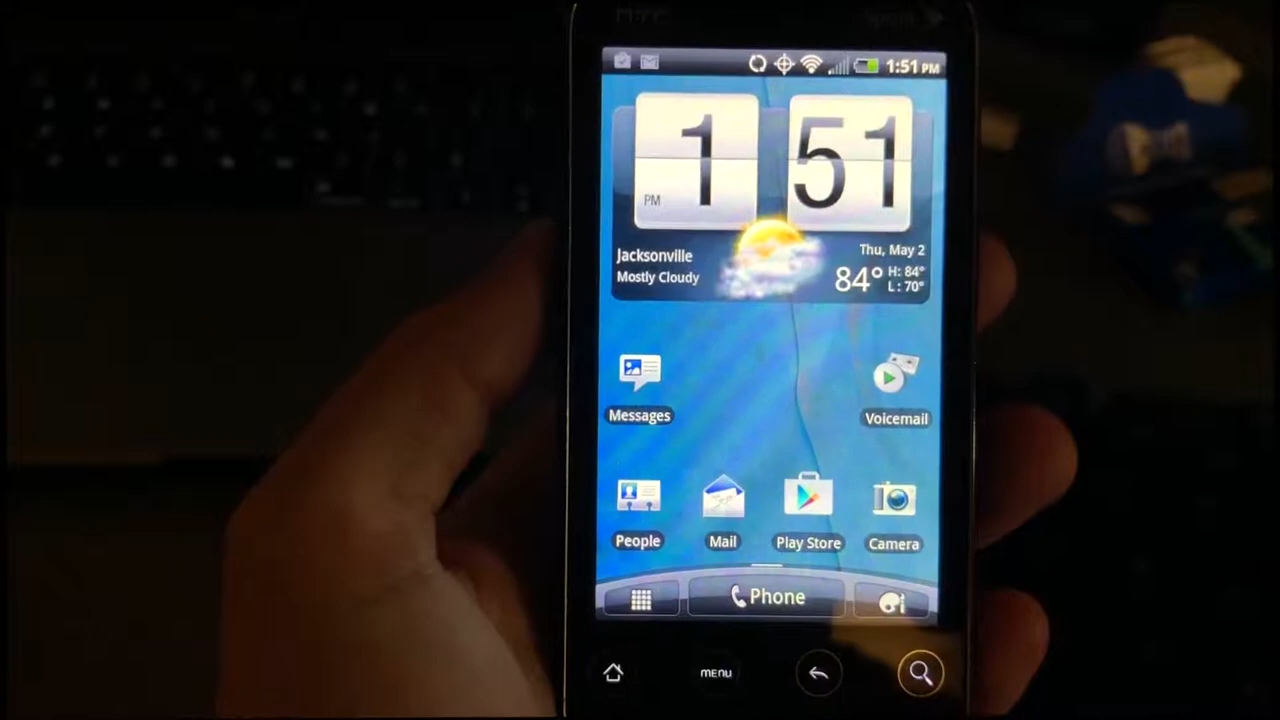 HTC
Sprint
1:51 PM
1 51
PM
Jacksonville
Mostly Cloudy
Thu, May 2
84°
H: 84°
L: 70°
Messages
Voicemail
People
Mail
Play Store
Camera
Phone
MENU